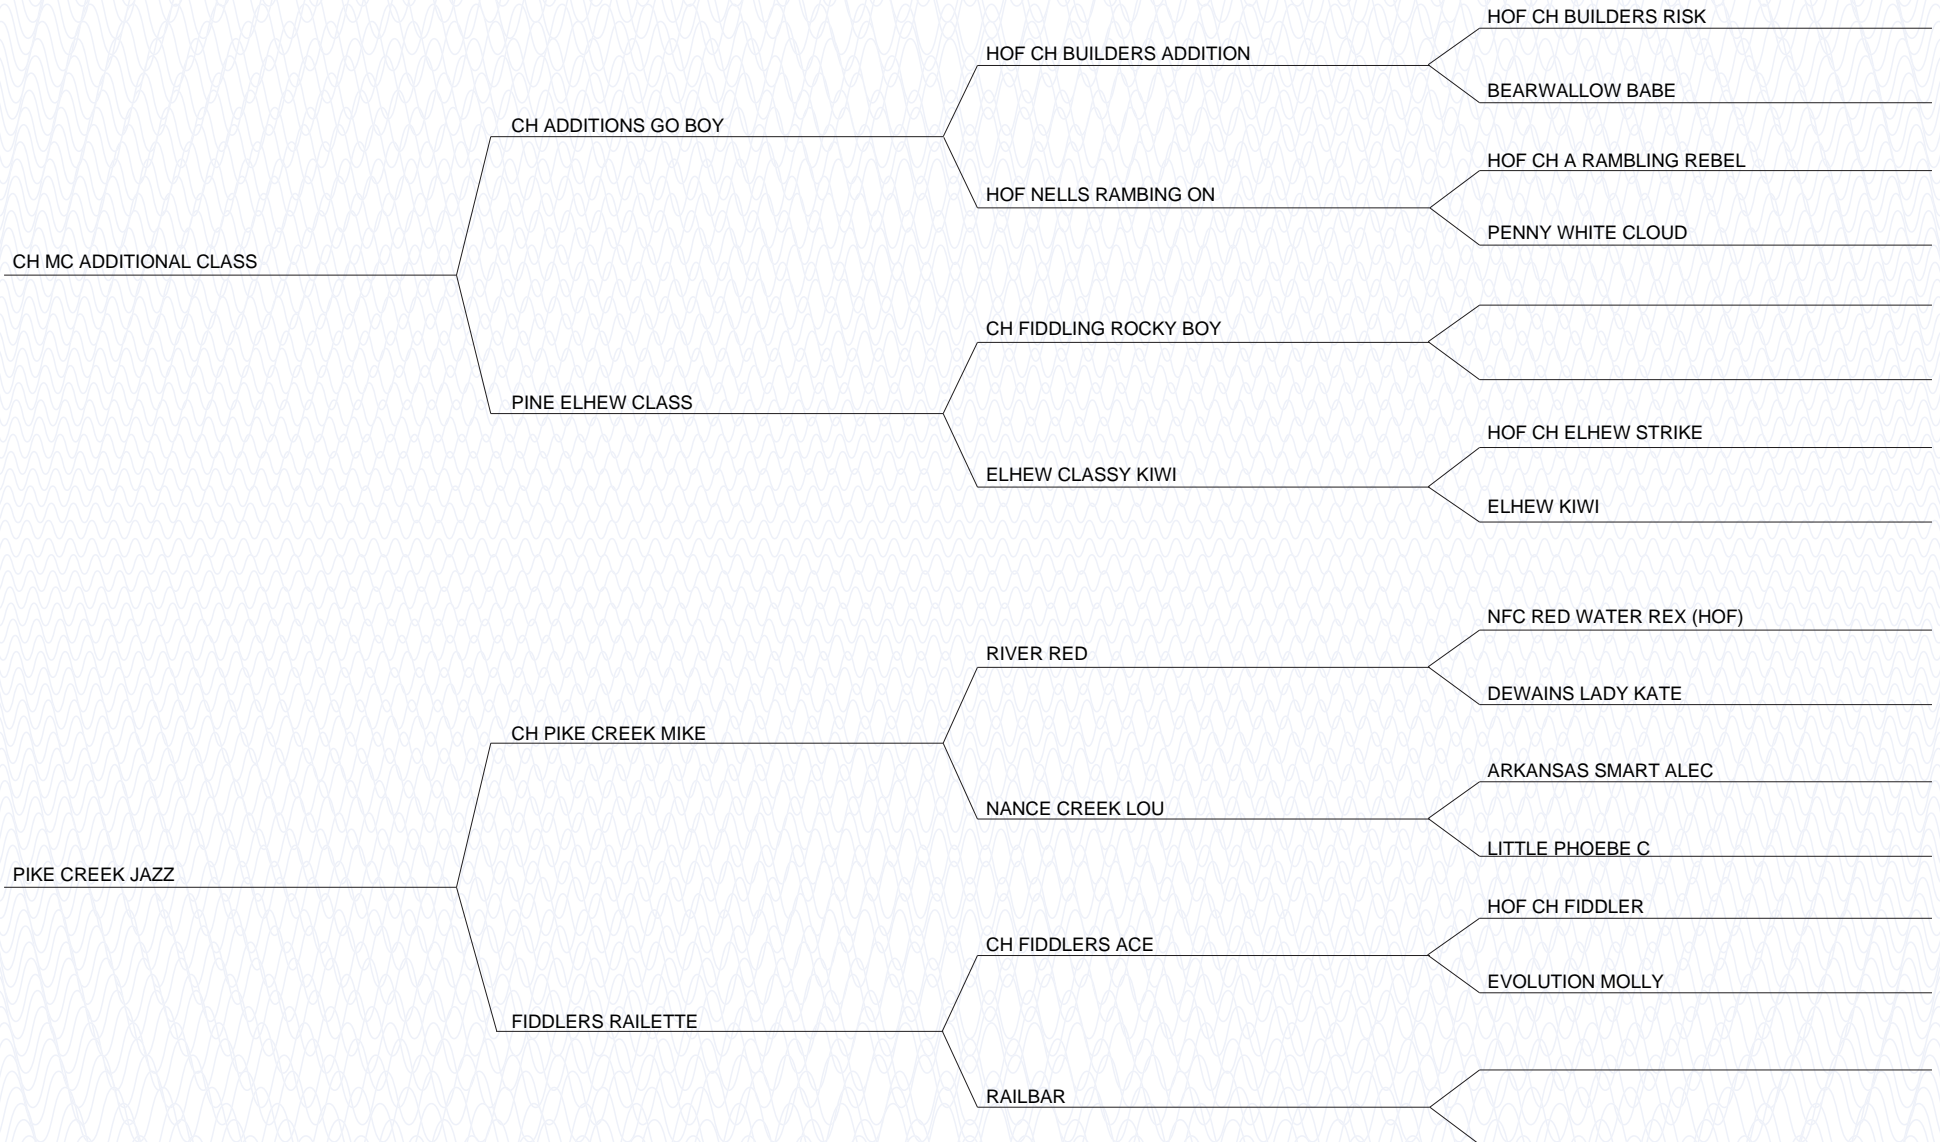 HOF CH BUILDERS RISK
HOF CH BUILDERS ADDITION
BEARWALLOW BABE
CH ADDITIONS GO BOY
HOF CH A RAMBLING REBEL
HOF NELLS RAMBING ON
PENNY WHITE CLOUD
CH MC ADDITIONAL CLASS
CH FIDDLING ROCKY BOY
PINE ELHEW CLASS
HOF CH ELHEW STRIKE
ELHEW CLASSY KIWI
ELHEW KIWI
NFC RED WATER REX (HOF)
RIVER RED
DEWAINS LADY KATE
CH PIKE CREEK MIKE
ARKANSAS SMART ALEC
NANCE CREEK LOU
LITTLE PHOEBE C
PIKE CREEK JAZZ
HOF CH FIDDLER
CH FIDDLERS ACE
EVOLUTION MOLLY
FIDDLERS RAILETTE
RAILBAR